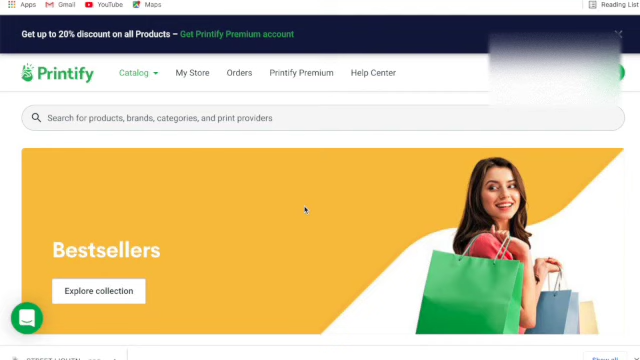 Apps Gmail YouTube Maps Reading List
Get up to 20% discount on all Products – Get Printify Premium account
Printify Catalog My Store Orders Printify Premium Help Center
Search for products, brands, categories, and print providers
Bestsellers
Explore collection